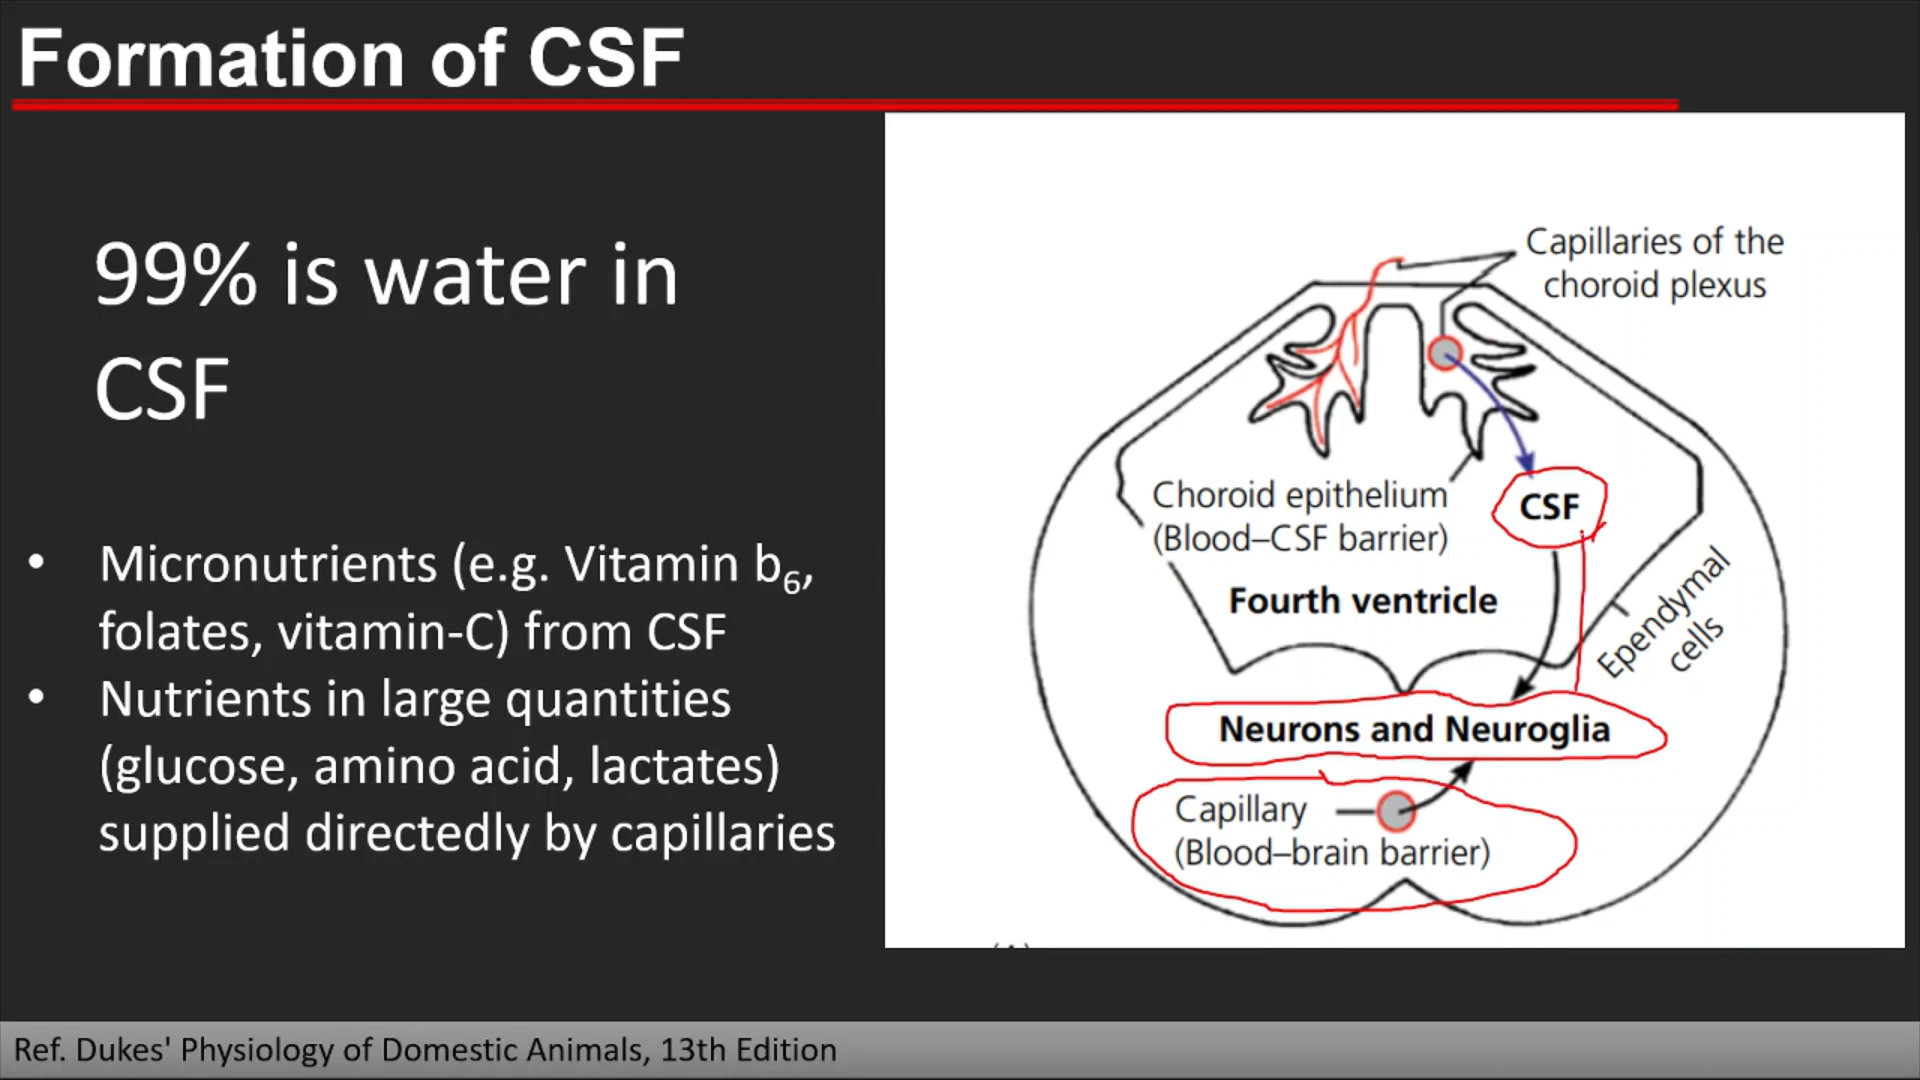 Formation of CSF
99% is water in
CSF
• Micronutrients (e.g. Vitamin b₆,
folates, vitamin-C) from CSF
• Nutrients in large quantities
(glucose, amino acid, lactates)
supplied directedly by capillaries
Capillaries of the
choroid plexus
Choroid epithelium
(Blood–CSF barrier)
CSF
Fourth ventricle
Ependymal
cells
Neurons and Neuroglia
Capillary
(Blood–brain barrier)
Ref. Dukes' Physiology of Domestic Animals, 13th Edition